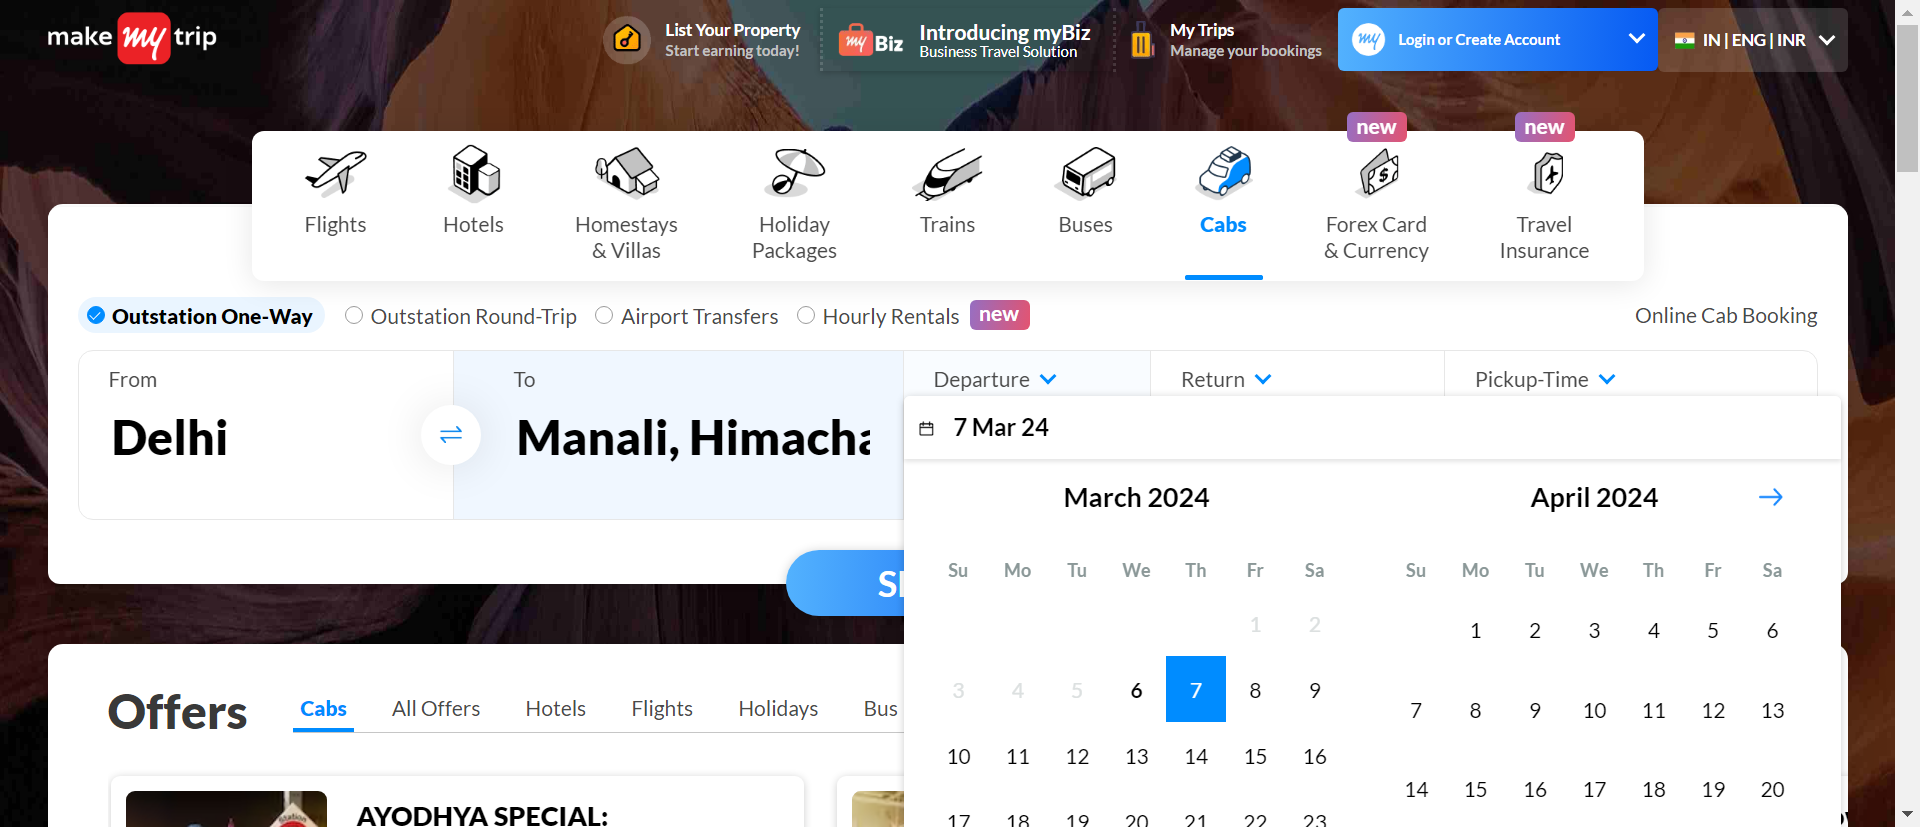 make my trip
List Your Property
Start earning today!
my Biz
Introducing myBiz
Business Travel Solution
My Trips
Manage your bookings
my
Login or Create Account
IN | ENG | INR
new
new
Flights
Hotels
Homestays
& Villas
Holiday
Packages
Trains
Buses
Cabs
Forex Card
& Currency
Travel
Insurance
Outstation One-Way
Outstation Round-Trip
Airport Transfers
Hourly Rentals
new
Online Cab Booking
From
To
Departure
Return
Pickup-Time
Delhi
Manali, Himacha
7 Mar 24
March 2024
April 2024
Su Mo Tu We Th Fr Sa
Su Mo Tu We Th Fr Sa
1 2
3 4 5 6 7 8 9
10 11 12 13 14 15 16
17 18 19 20 21 22 23
1 2 3 4 5 6
7 8 9 10 11 12 13
14 15 16 17 18 19 20
Offers
Cabs
All Offers
Hotels
Flights
Holidays
Bus
Station
AYODHYA SPECIAL: